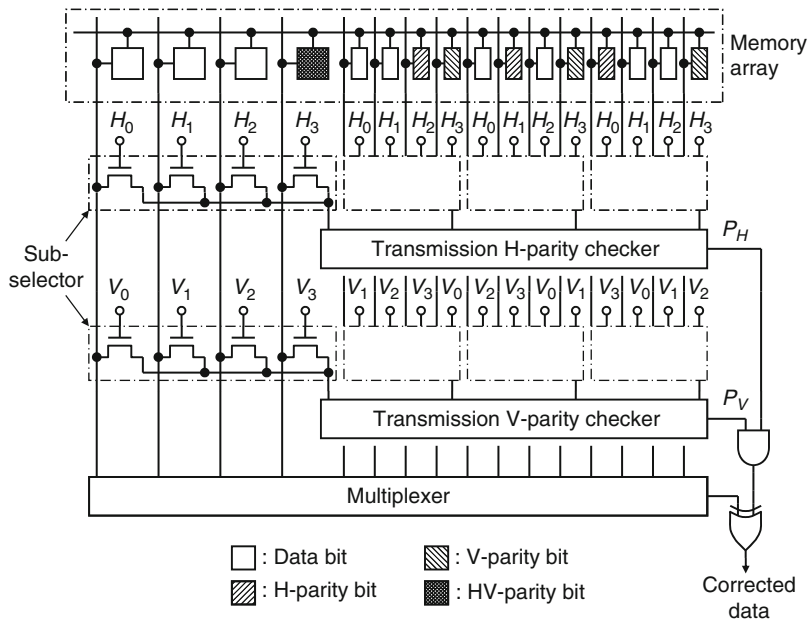 Memory array
H0 H1 H2 H3 H0 H1 H2 H3 H0 H1 H2 H3 H0 H1 H2 H3
Sub-selector
Transmission H-parity checker
PH
V0 V1 V2 V3 V1 V2 V3 V0 V2 V3 V0 V1 V3 V0 V1 V2
Transmission V-parity checker
PV
Multiplexer
: Data bit
: V-parity bit
: H-parity bit
: HV-parity bit
Corrected data